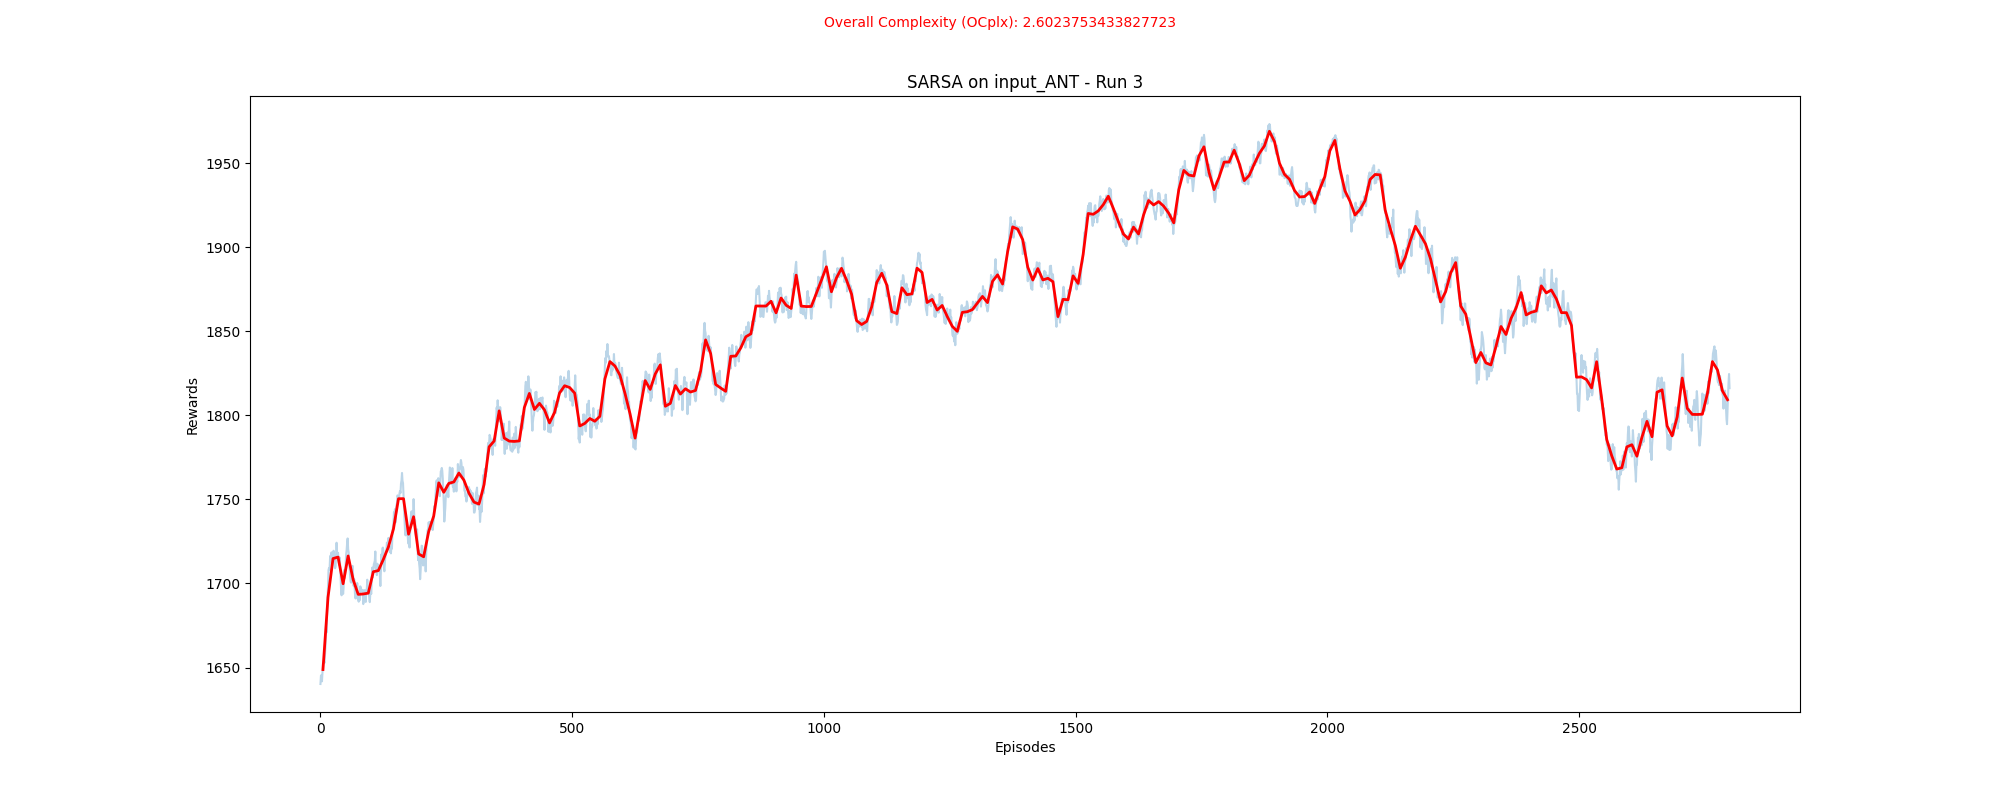 Overall Complexity (OCplx): 2.6023753433827723
SARSA on input_ANT - Run 3
Rewards
1950
1900
1850
1800
1750
1700
1650
0 500 1000 1500 2000 2500
Episodes